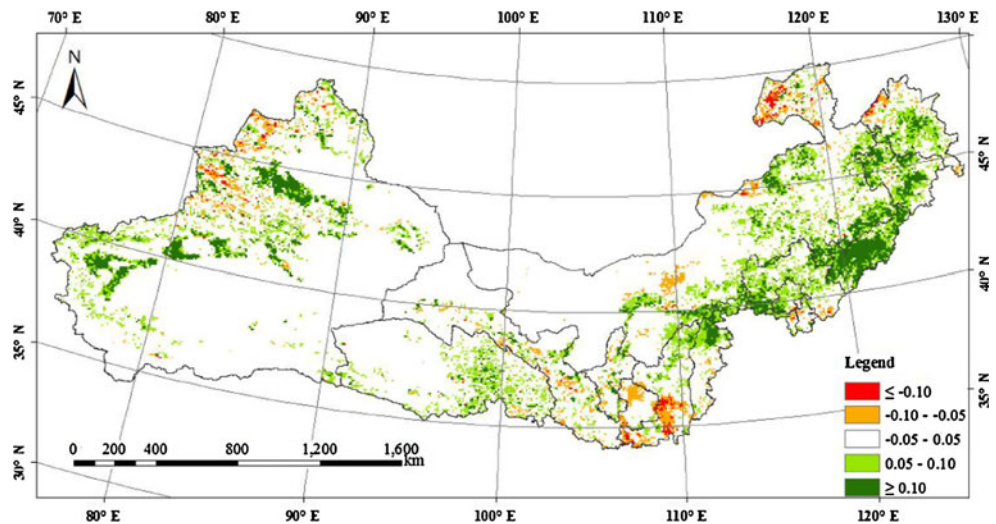 70° E 80° E 90° E 100° E 110° E 120° E 130° E
N
45° N
40° N
35° N
30° N
45° N
40° N
35° N
Legend
≤ -0.10
-0.10 - -0.05
-0.05 - 0.05
0.05 - 0.10
≥ 0.10
0 200 400 800 1,200 1,600
km
80° E 90° E 100° E 110° E 120° E